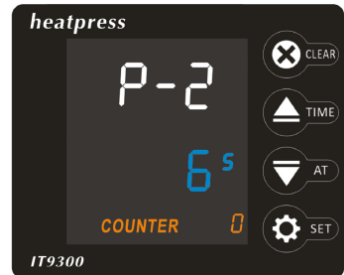 heatpress
CLEAR
P-2
TIME
6 s
AT
COUNTER 0
SET
IT9300